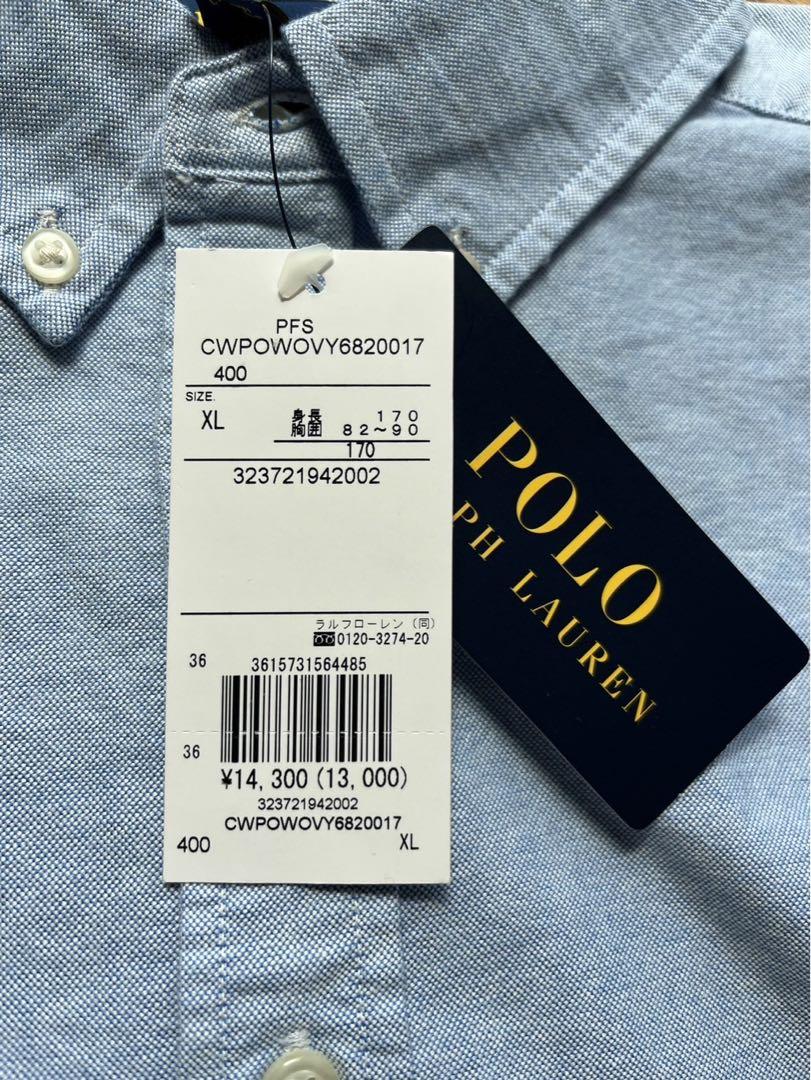 PFS
CWPOWOVY6820017
400
SIZE.
XL
身長 170
胸囲 82~90
170
323721942002
ラルフローレン(同)
0120-3274-20
36
3615731564485
36
¥14,300(13,000)
323721942002
CWPOWOVY6820017
400 XL
POLO
PH LAUREN